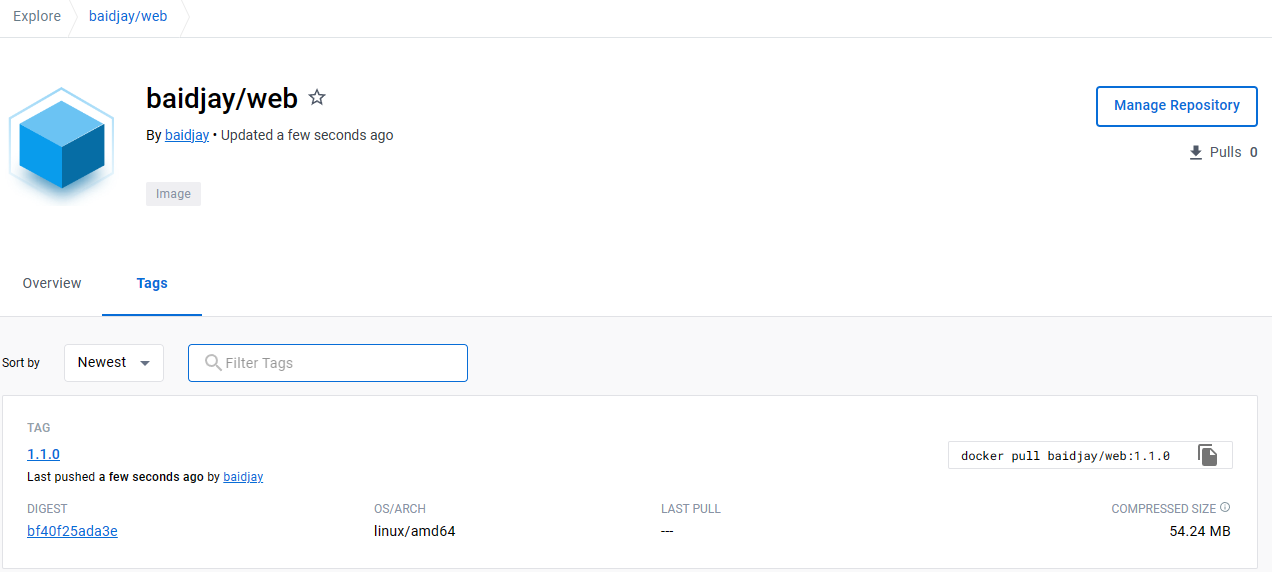 Explore baidjay/web
baidjay/web
Manage Repository
By baidjay • Updated a few seconds ago
Pulls 0
Image
Overview Tags
Sort by Newest Filter Tags
TAG
1.1.0
docker pull baidjay/web:1.1.0
Last pushed a few seconds ago by baidjay
DIGEST OS/ARCH LAST PULL COMPRESSED SIZE
bf40f25ada3e linux/amd64 --- 54.24 MB